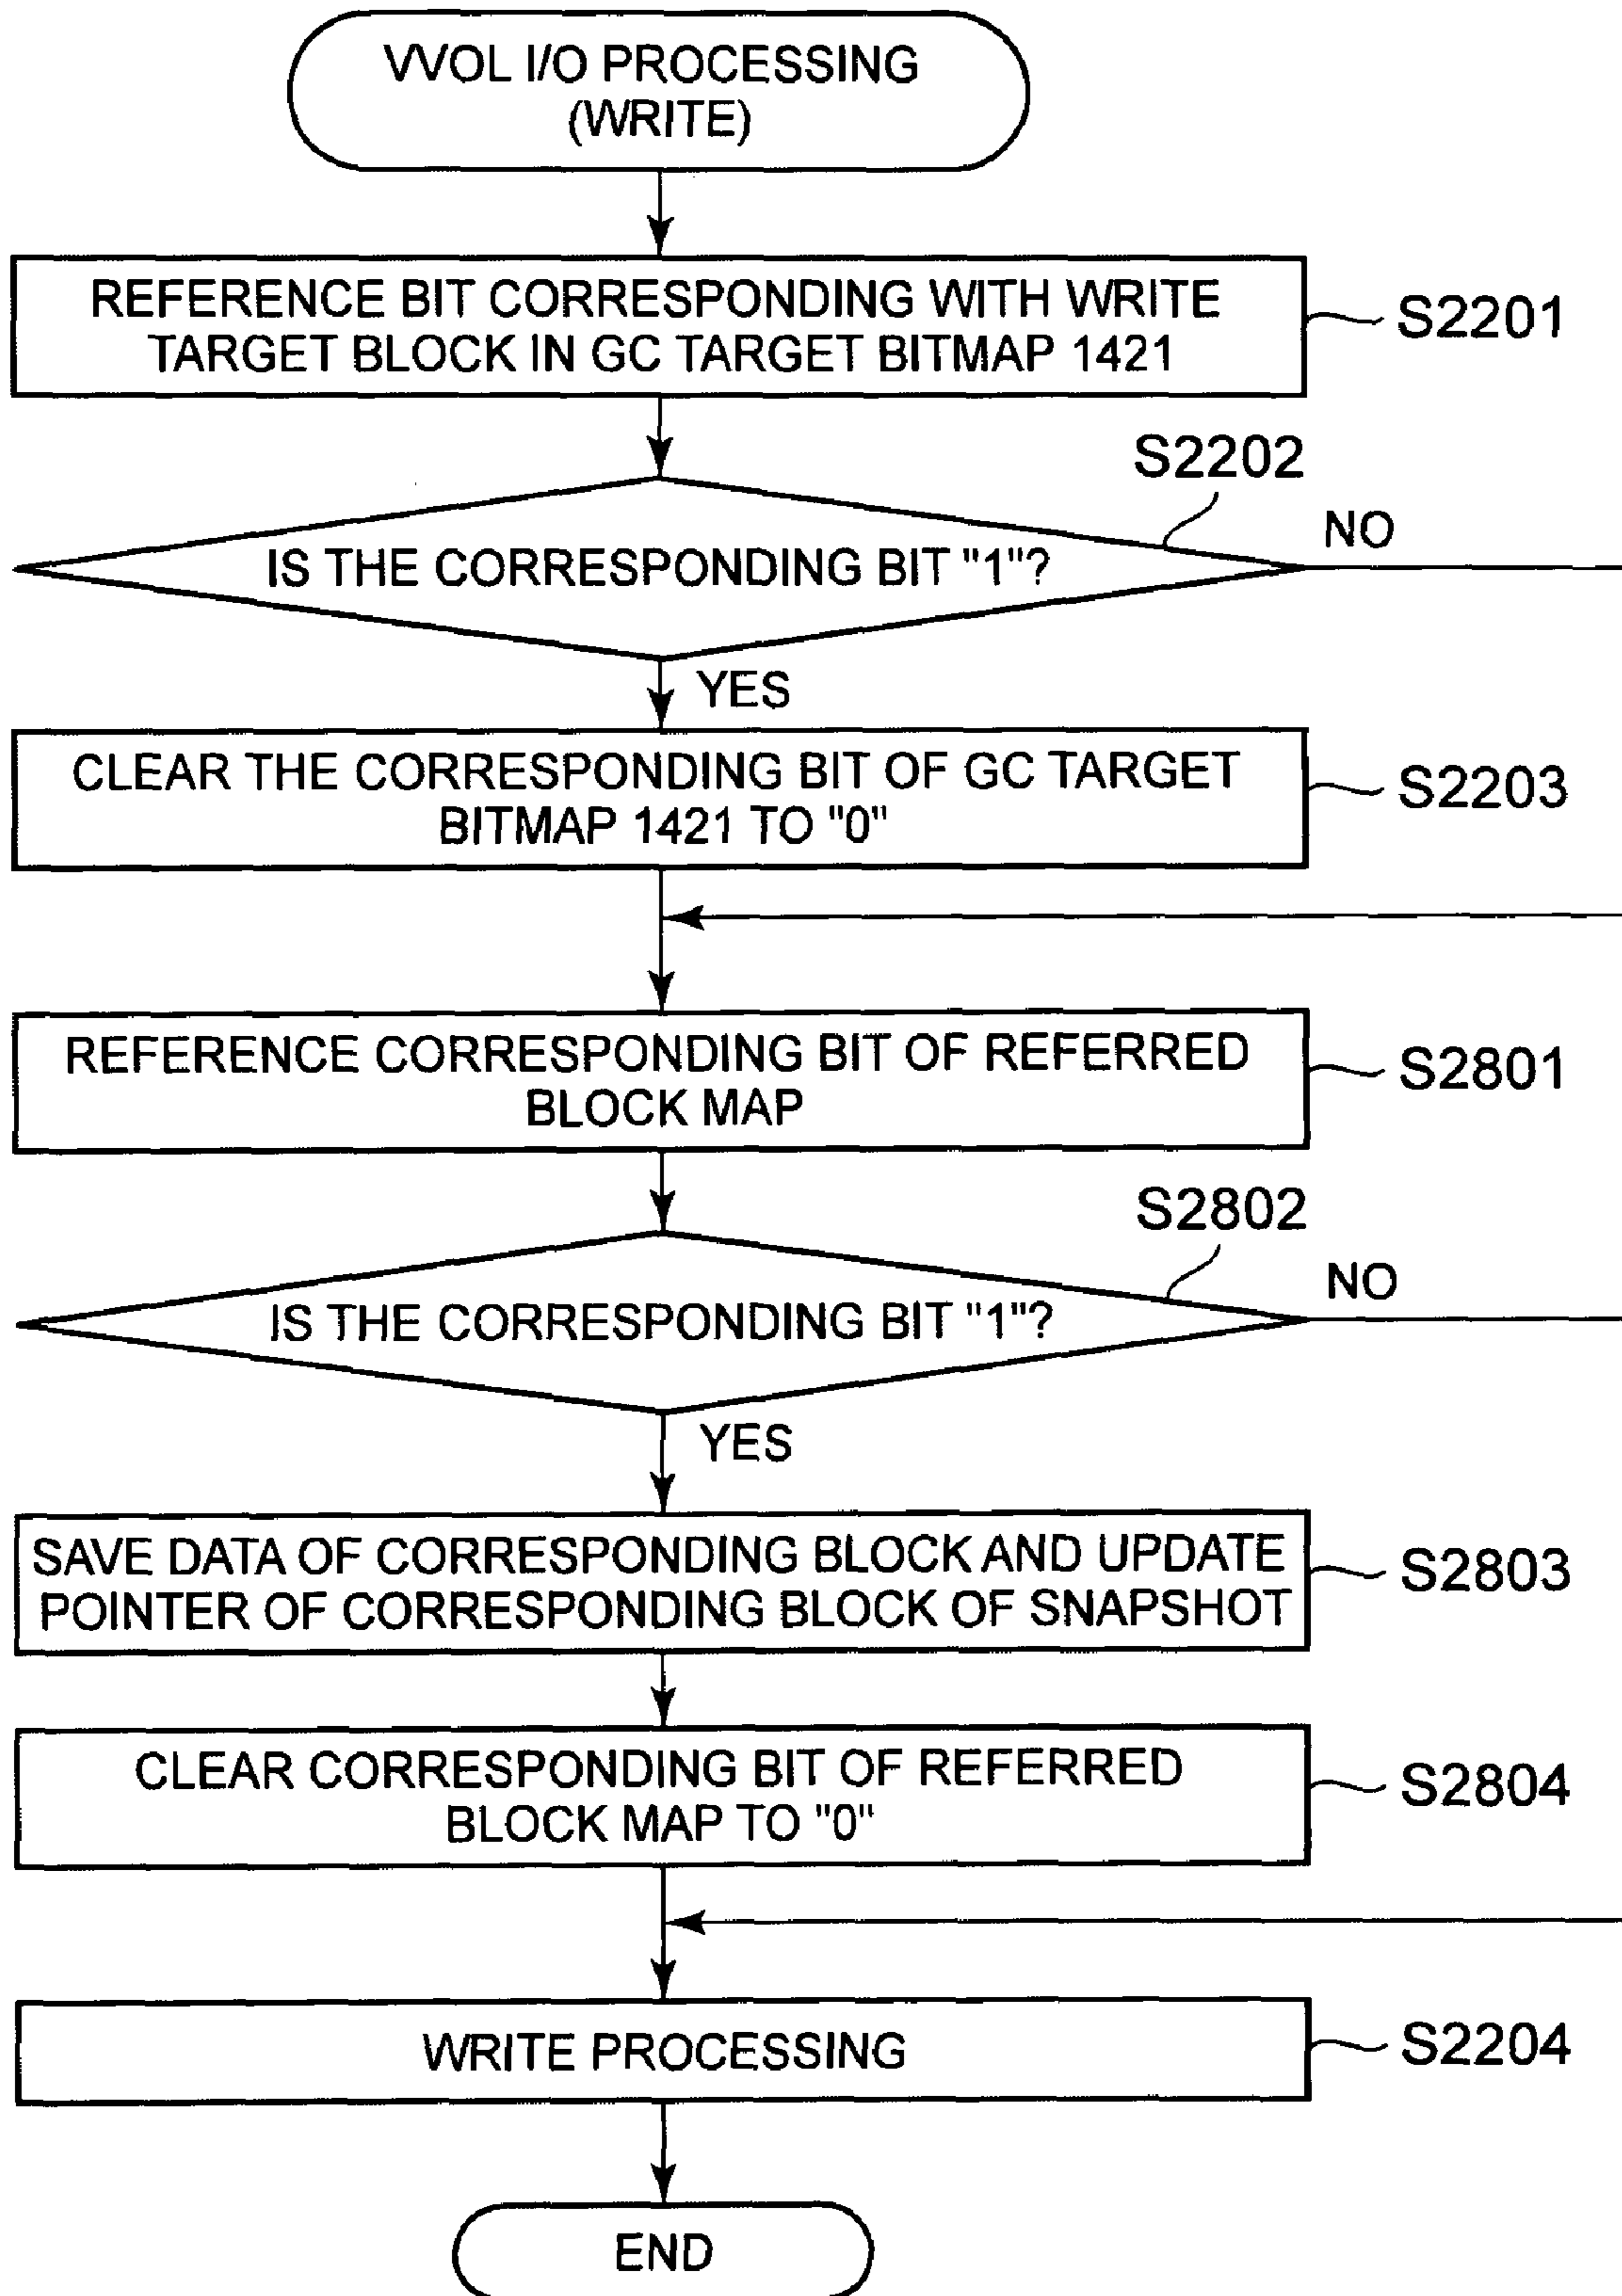 VVOL I/O PROCESSING
(WRITE)
REFERENCE BIT CORRESPONDING WITH WRITE
TARGET BLOCK IN GC TARGET BITMAP 1421
S2201
S2202
NO
IS THE CORRESPONDING BIT "1"?
YES
CLEAR THE CORRESPONDING BIT OF GC TARGET
BITMAP 1421 TO "0"
S2203
REFERENCE CORRESPONDING BIT OF REFERRED
BLOCK MAP
S2801
S2802
NO
IS THE CORRESPONDING BIT "1"?
YES
SAVE DATA OF CORRESPONDING BLOCK AND UPDATE
POINTER OF CORRESPONDING BLOCK OF SNAPSHOT
S2803
CLEAR CORRESPONDING BIT OF REFERRED
BLOCK MAP TO "0"
S2804
WRITE PROCESSING
S2204
END